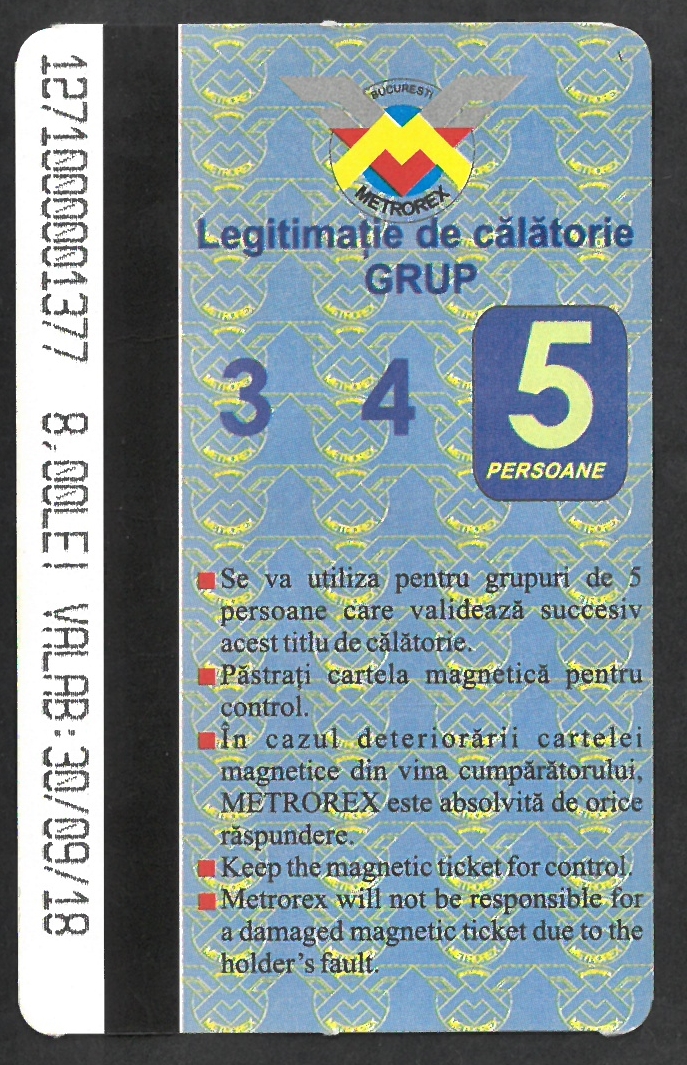 1271000001377 8,00LEI VALAB:30/09/18
BUCUREȘTI
METROREX
Legitimaţie de călătorie
GRUP
3 4 5
PERSOANE
Se va utiliza pentru grupuri de 5
persoane care validează succesiv
acest titlu de călătorie.
Păstraţi cartela magnetică pentru
control.
În cazul deteriorării cartelei
magnetice din vina cumpărătorului,
METROREX este absolvită de orice
răspundere.
Keep the magnetic ticket for control.
Metrorex will not be responsible for
a damaged magnetic ticket due to the
holder's fault.